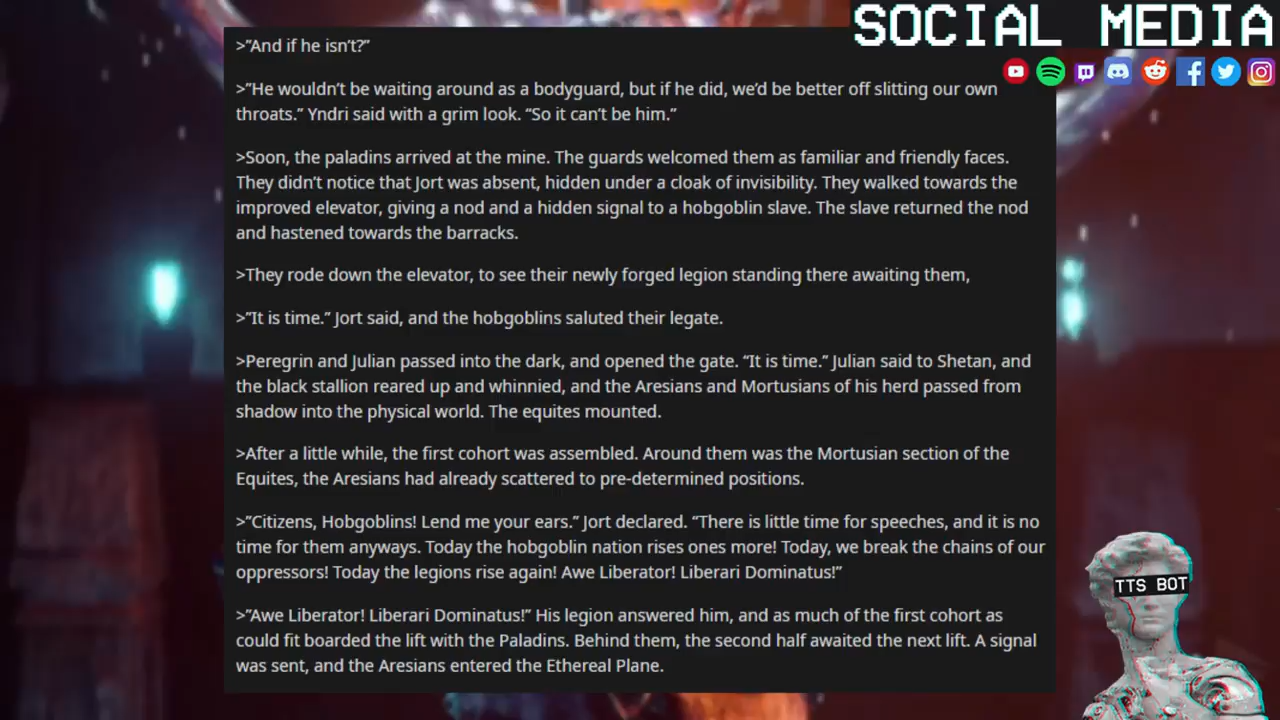 SOCIAL MEDIA
>”And if he isn’t?”
>”He wouldn’t be waiting around as a bodyguard, but if he did, we’d be better off slitting our own
throats.” Yndri said with a grim look. “So it can’t be him.”
>Soon, the paladins arrived at the mine. The guards welcomed them as familiar and friendly faces.
They didn’t notice that Jort was absent, hidden under a cloak of invisibility. They walked towards the
improved elevator, giving a nod and a hidden signal to a hobgoblin slave. The slave returned the nod
and hastened towards the barracks.
>They rode down the elevator, to see their newly forged legion standing there awaiting them,
>”It is time.” Jort said, and the hobgoblins saluted their legate.
>Peregrin and Julian passed into the dark, and opened the gate. “It is time.” Julian said to Shetan, and
the black stallion reared up and whinnied, and the Aresians and Mortusians of his herd passed from
shadow into the physical world. The equites mounted.
>After a little while, the first cohort was assembled. Around them was the Mortusian section of the
Equites, the Aresians had already scattered to pre-determined positions.
>”Citizens, Hobgoblins! Lend me your ears.” Jort declared. “There is little time for speeches, and it is no
time for them anyways. Today the hobgoblin nation rises ones more! Today, we break the chains of our
oppressors! Today the legions rise again! Awe Liberator! Liberari Dominatus!”
>”Awe Liberator! Liberari Dominatus!” His legion answered him, and as much of the first cohort as
could fit boarded the lift with the Paladins. Behind them, the second half awaited the next lift. A signal
was sent, and the Aresians entered the Ethereal Plane.
TTS BOT